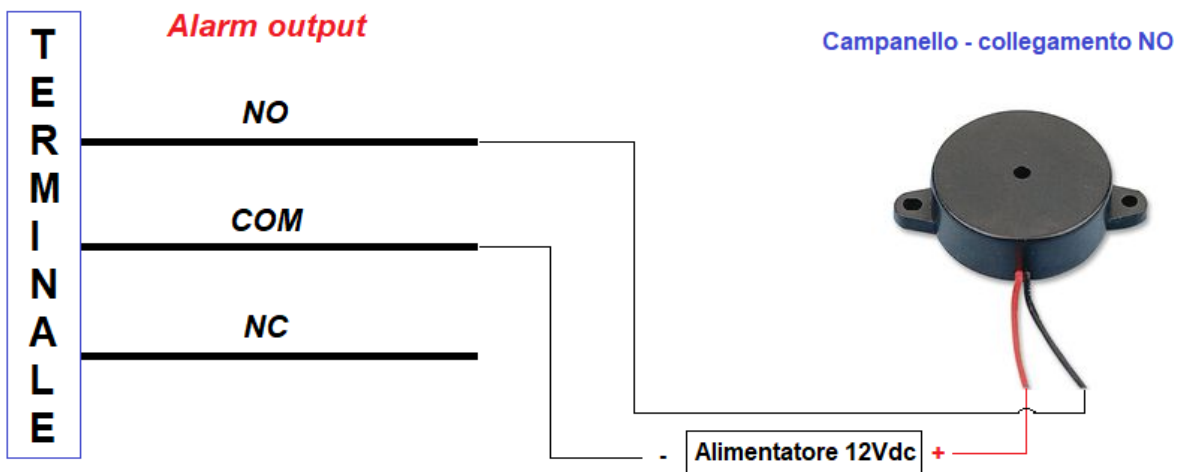 TERMINALE
Alarm output
Campanello - collegamento NO
NO
COM
NC
- Alimentatore 12Vdc +